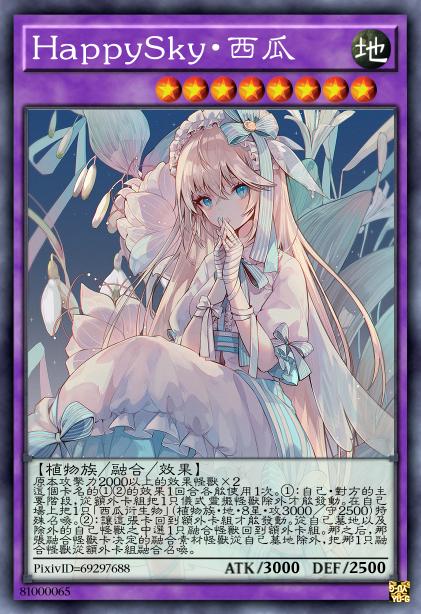 HappySky・西瓜
地
【植物族／融合／效果】
原本攻擊力2000以上的效果怪獸×2
這個卡名的①②的效果1回合各能使用1次。①：自己·對方的主
要階段，從額外卡組把1只儀式靈擺怪獸除外才能發動。在自己
場上把1只「西瓜衍生物」(植物族·地·8星·攻3000／守2500)特
殊召喚。②：讓這張卡回到額外卡組才能發動。從自己墓地以及
除外的自己怪獸之中選1只融合怪獸回到額外卡組。那之後，那
張融合怪獸卡決定的融合素材怪獸從自己墓地除外，把那1只融
合怪獸從額外卡組融合召喚。
PixivID=69297688
ATK/3000 DEF/2500
81000065